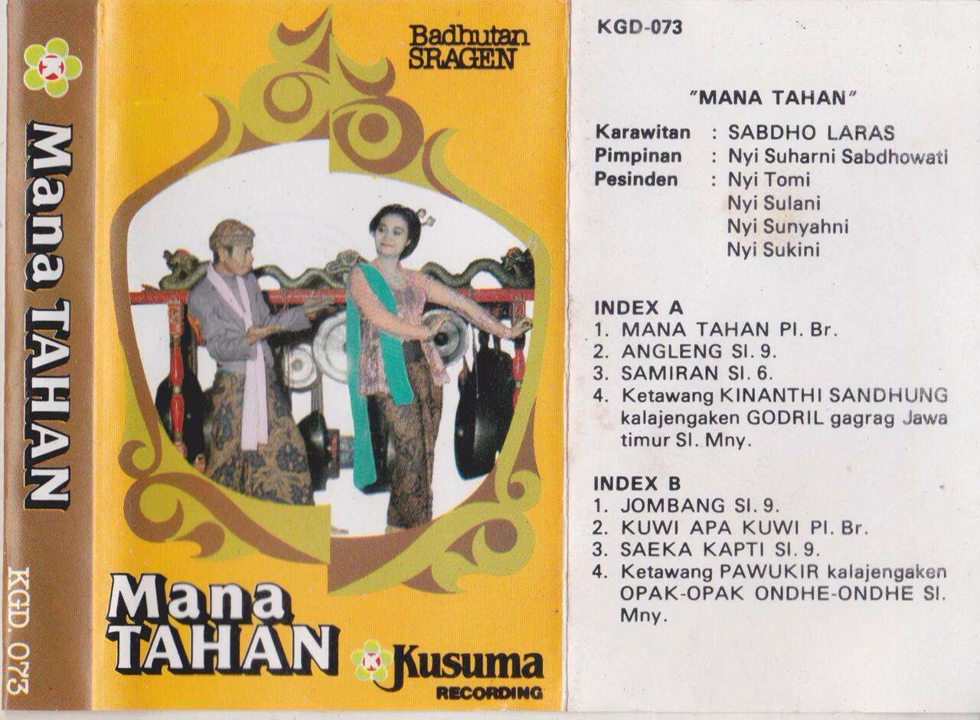 Mana TAHAN
KGD. 073
Badhutan
SRAGEN
Mana
TAHAN
K Kusuma
RECORDING
KGD-073
"MANA TAHAN"
Karawitan : SABDHO LARAS
Pimpinan : Nyi Suharni Sabdhowati
Pesinden : Nyi Tomi
Nyi Sulani
Nyi Sunyahni
Nyi Sukini
INDEX A
1. MANA TAHAN Pl. Br.
2. ANGLENG Sl. 9.
3. SAMIRAN Sl. 6.
4. Ketawang KINANTHI SANDHUNG
kalajengaken GODRIL gagrag Jawa
timur Sl. Mny.
INDEX B
1. JOMBANG Sl. 9.
2. KUWI APA KUWI Pl. Br.
3. SAEKA KAPTI Sl. 9.
4. Ketawang PAWUKIR kalajengaken
OPAK-OPAK ONDHE-ONDHE Sl.
Mny.